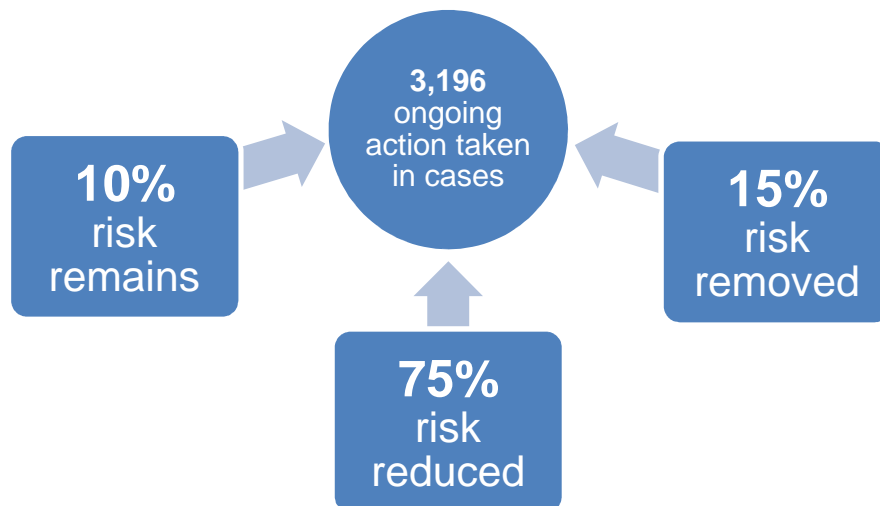 3,196
ongoing
action taken
in cases
10%
risk
remains
15%
risk
removed
75%
risk
reduced